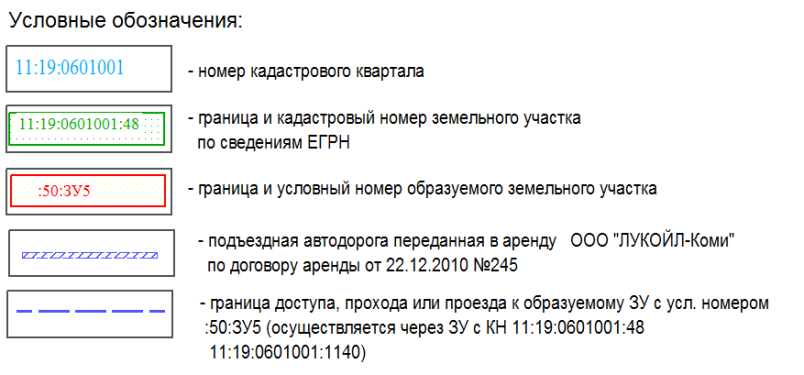 Условные обозначения:
11:19:0601001
- номер кадастрового квартала
11:19:0601001:48
- граница и кадастровый номер земельного участка
по сведениям ЕГРН
:50:ЗУ5
- граница и условный номер образуемого земельного участка
- подъездная автодорога переданная в аренду ООО "ЛУКОЙЛ-Коми"
по договору аренды от 22.12.2010 №245
- граница доступа, прохода или проезда к образуемому ЗУ с усл. номером
:50:ЗУ5 (осуществляется через ЗУ с КН 11:19:0601001:48
11:19:0601001:1140)